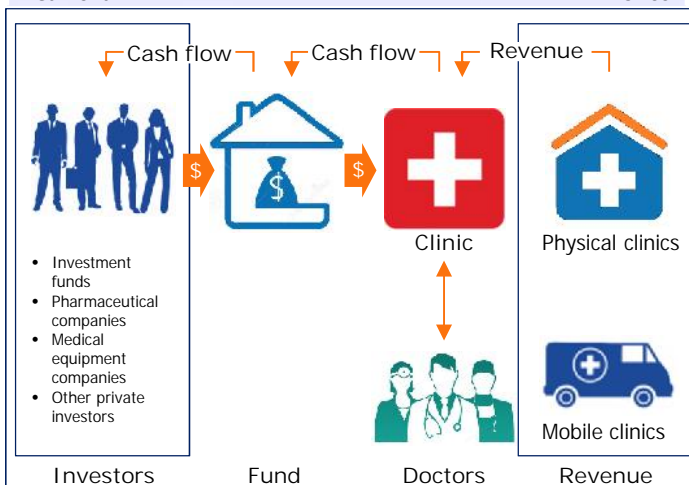 Cash flow
Cash flow
Revenue
$
$
$
Clinic
Physical clinics
• Investment
funds
• Pharmaceutical
companies
• Medical
equipment
companies
• Other private
investors
Mobile clinics
Investors
Fund
Doctors
Revenue